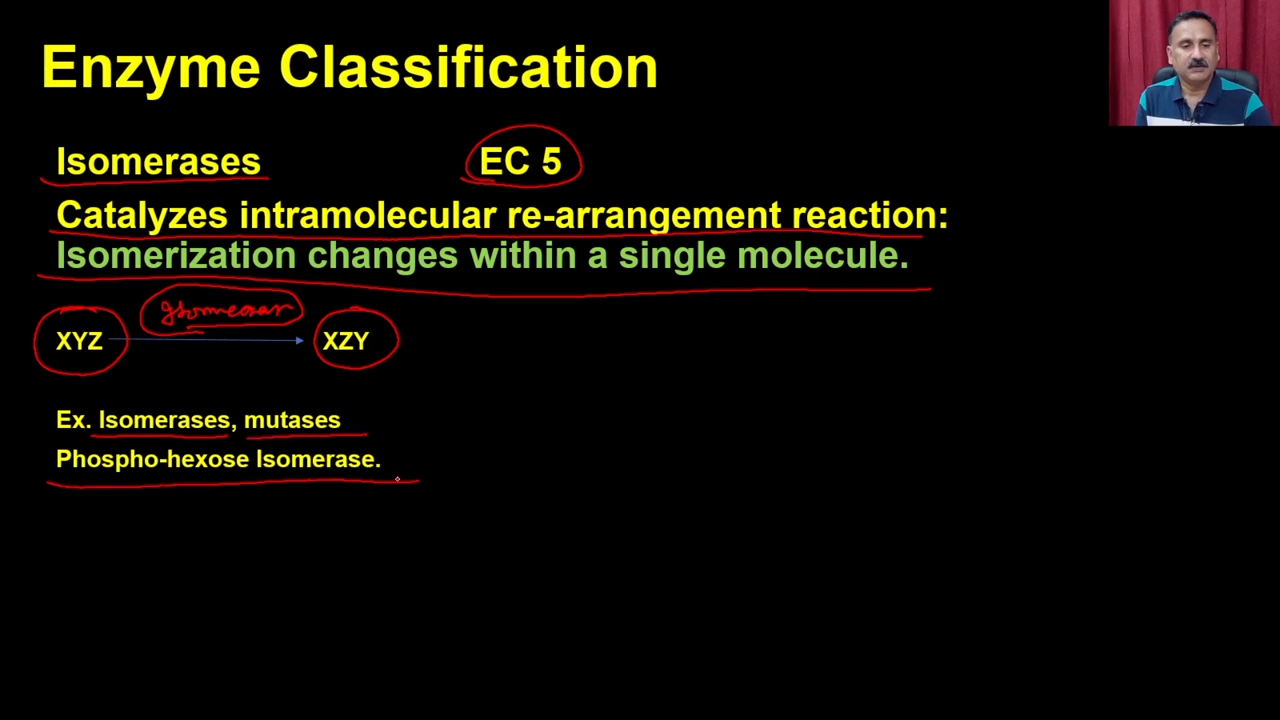 Enzyme Classification
Isomerases EC 5
Catalyzes intramolecular re-arrangement reaction:
Isomerization changes within a single molecule.
XYZ XZY
Ex. Isomerases, mutases
Phospho-hexose Isomerase.